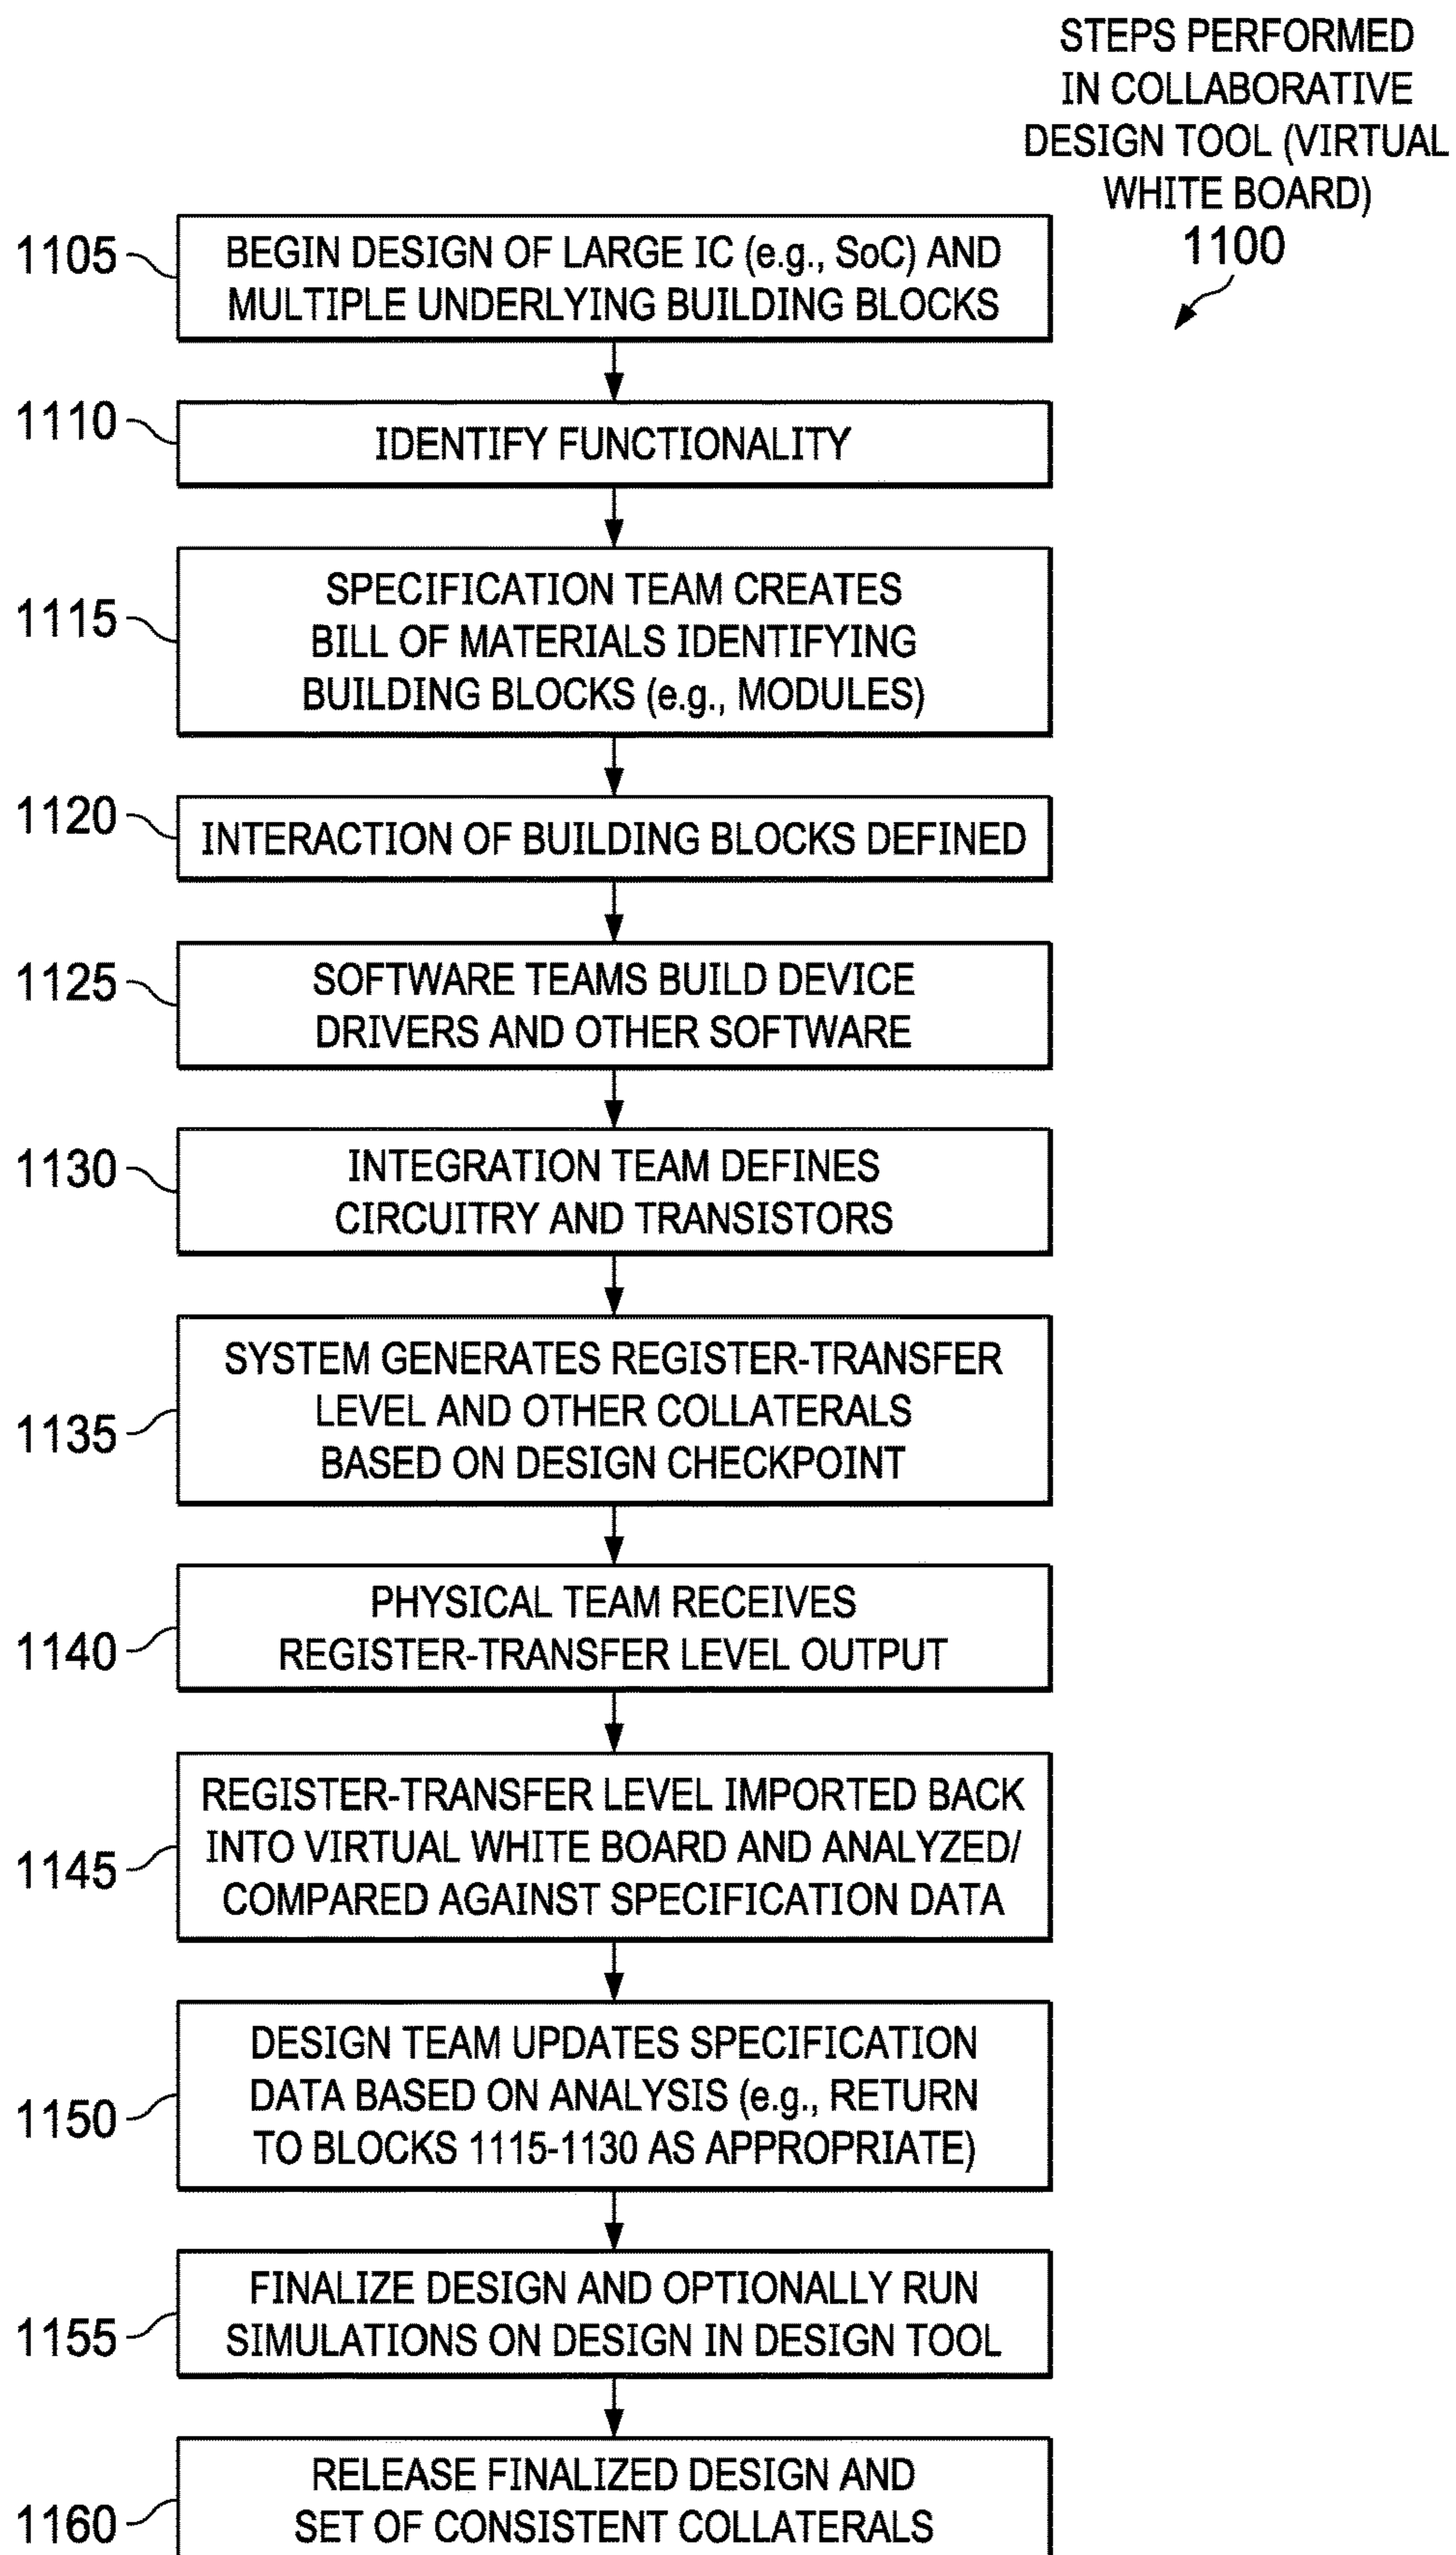 STEPS PERFORMED
IN COLLABORATIVE
DESIGN TOOL (VIRTUAL
WHITE BOARD)
1100
1105
BEGIN DESIGN OF LARGE IC (e.g., SoC) AND
MULTIPLE UNDERLYING BUILDING BLOCKS
1110
IDENTIFY FUNCTIONALITY
1115
SPECIFICATION TEAM CREATES
BILL OF MATERIALS IDENTIFYING
BUILDING BLOCKS (e.g., MODULES)
1120
INTERACTION OF BUILDING BLOCKS DEFINED
1125
SOFTWARE TEAMS BUILD DEVICE
DRIVERS AND OTHER SOFTWARE
1130
INTEGRATION TEAM DEFINES
CIRCUITRY AND TRANSISTORS
1135
SYSTEM GENERATES REGISTER-TRANSFER
LEVEL AND OTHER COLLATERALS
BASED ON DESIGN CHECKPOINT
1140
PHYSICAL TEAM RECEIVES
REGISTER-TRANSFER LEVEL OUTPUT
1145
REGISTER-TRANSFER LEVEL IMPORTED BACK
INTO VIRTUAL WHITE BOARD AND ANALYZED/
COMPARED AGAINST SPECIFICATION DATA
1150
DESIGN TEAM UPDATES SPECIFICATION
DATA BASED ON ANALYSIS (e.g., RETURN
TO BLOCKS 1115-1130 AS APPROPRIATE)
1155
FINALIZE DESIGN AND OPTIONALLY RUN
SIMULATIONS ON DESIGN IN DESIGN TOOL
1160
RELEASE FINALIZED DESIGN AND
SET OF CONSISTENT COLLATERALS